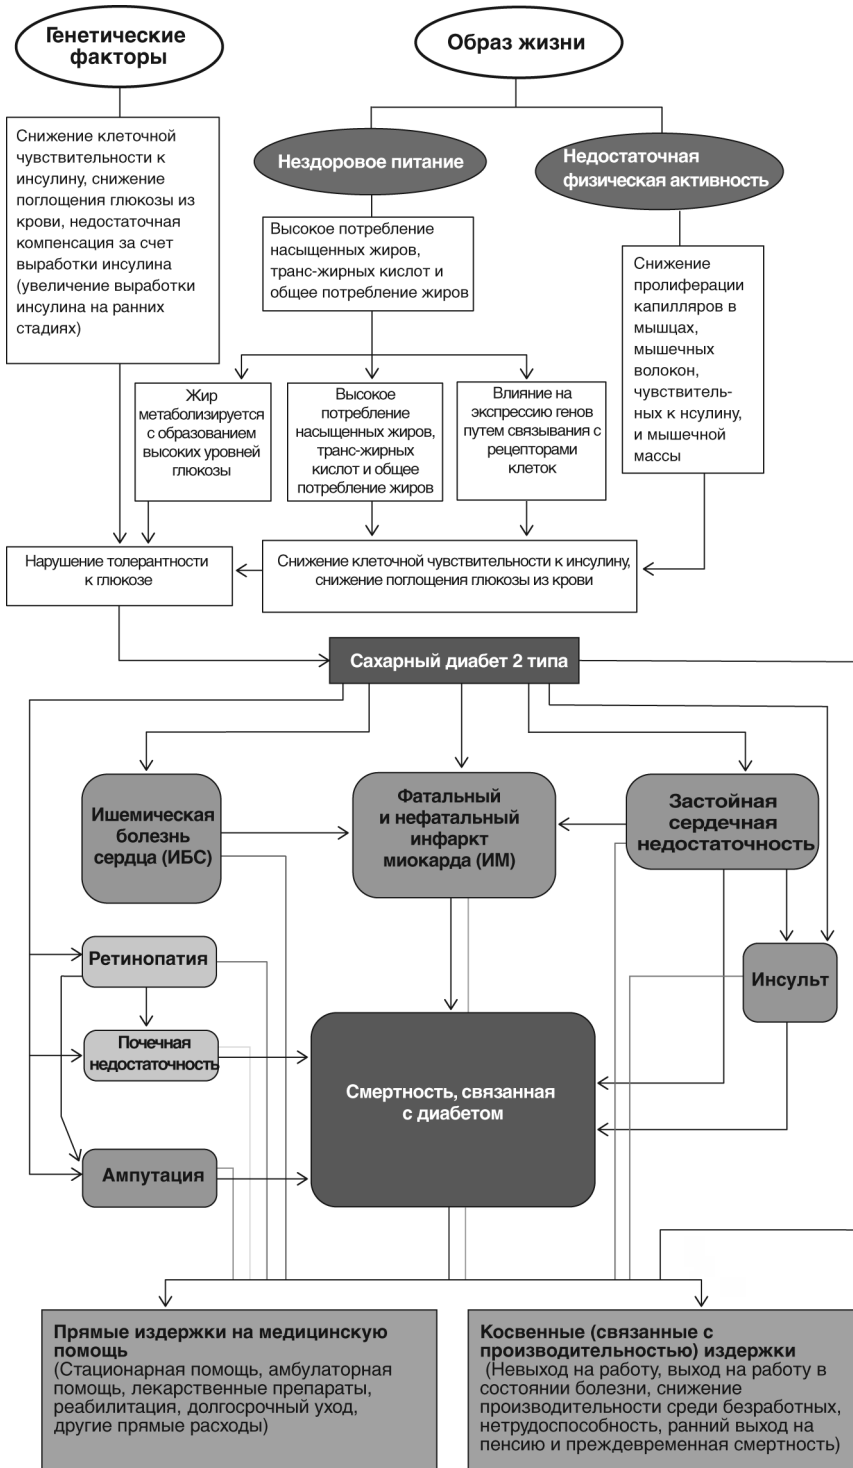 Генетические
факторы
Образ жизни
Снижение клеточной
чувствительности к
инсулину, снижение
поглощения глюкозы из
крови, недостаточная
компенсация за счет
выработки инсулина
(увеличение выработки
инсулина на ранних
стадиях)
Нездоровое питание
Недостаточная
физическая активность
Высокое потребление
насыщенных жиров,
транс-жирных кислот и
общее потребление жиров
Снижение
пролиферации
капилляров в
мышцах,
мышечных
волокон,
чувствитель-
ных к нсулину,
и мышечной
массы
Жир
метаболизируется
с образованием
высоких уровней
глюкозы
Высокое
потребление
насыщенных жиров,
транс-жирных
кислот и общее
потребление жиров
Влияние на
экспрессию генов
путем связывания с
рецепторами
клеток
Нарушение толерантности
к глюкозе
Снижение клеточной чувствительности к инсулину,
снижение поглощения глюкозы из крови
Сахарный диабет 2 типа
Ишемическая
болезнь
сердца (ИБС)
Фатальный
и нефатальный
инфаркт
миокарда (ИМ)
Застойная
сердечная
недостаточность
Ретинопатия
Инсульт
Почечная
недостаточность
Смертность, связанная
с диабетом
Ампутация
Прямые издержки на медицинскую
помощь
(Стационарная помощь, амбулаторная
помощь, лекарственные препараты,
реабилитация, долгосрочный уход,
другие прямые расходы)
Косвенные (связанные с
производительностью) издержки
(Невыход на работу, выход на работу в
состоянии болезни, снижение
производительности среди безработных,
нетрудоспособность, ранний выход на
пенсию и преждевременная смертность)